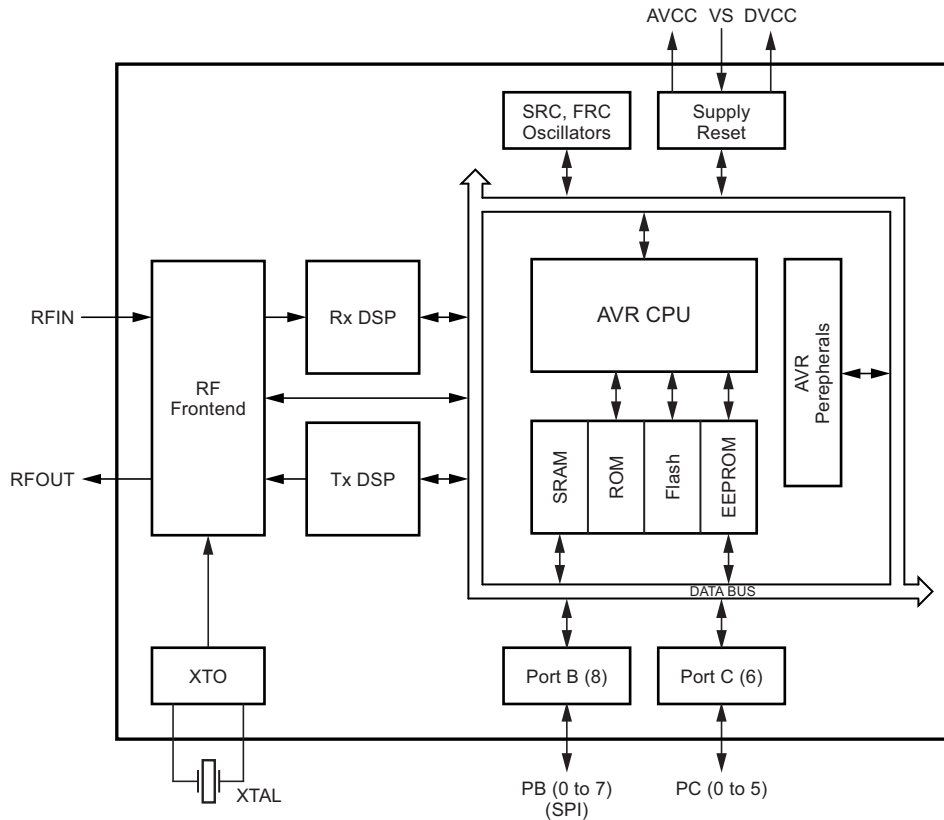 AVCC VS DVCC
SRC, FRC
Oscillators
Supply
Reset
RFIN
RF
Frontend
Rx DSP
AVR CPU
AVR
Perepherals
RFOUT
Tx DSP
SRAM
ROM
Flash
EEPROM
DATA BUS
XTO
Port B (8)
Port C (6)
XTAL
PB (0 to 7)
(SPI)
PC (0 to 5)